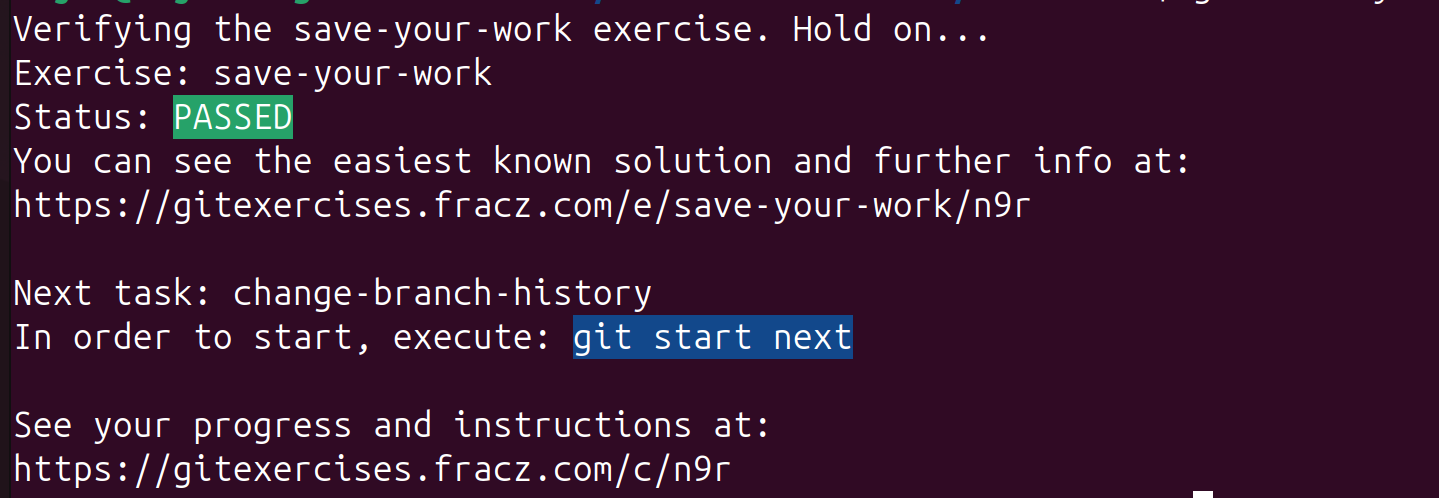 Verifying the save-your-work exercise. Hold on...
Exercise: save-your-work
Status: PASSED
You can see the easiest known solution and further info at:
https://gitexercises.fracz.com/e/save-your-work/n9r
Next task: change-branch-history
In order to start, execute: git start next
See your progress and instructions at:
https://gitexercises.fracz.com/c/n9r